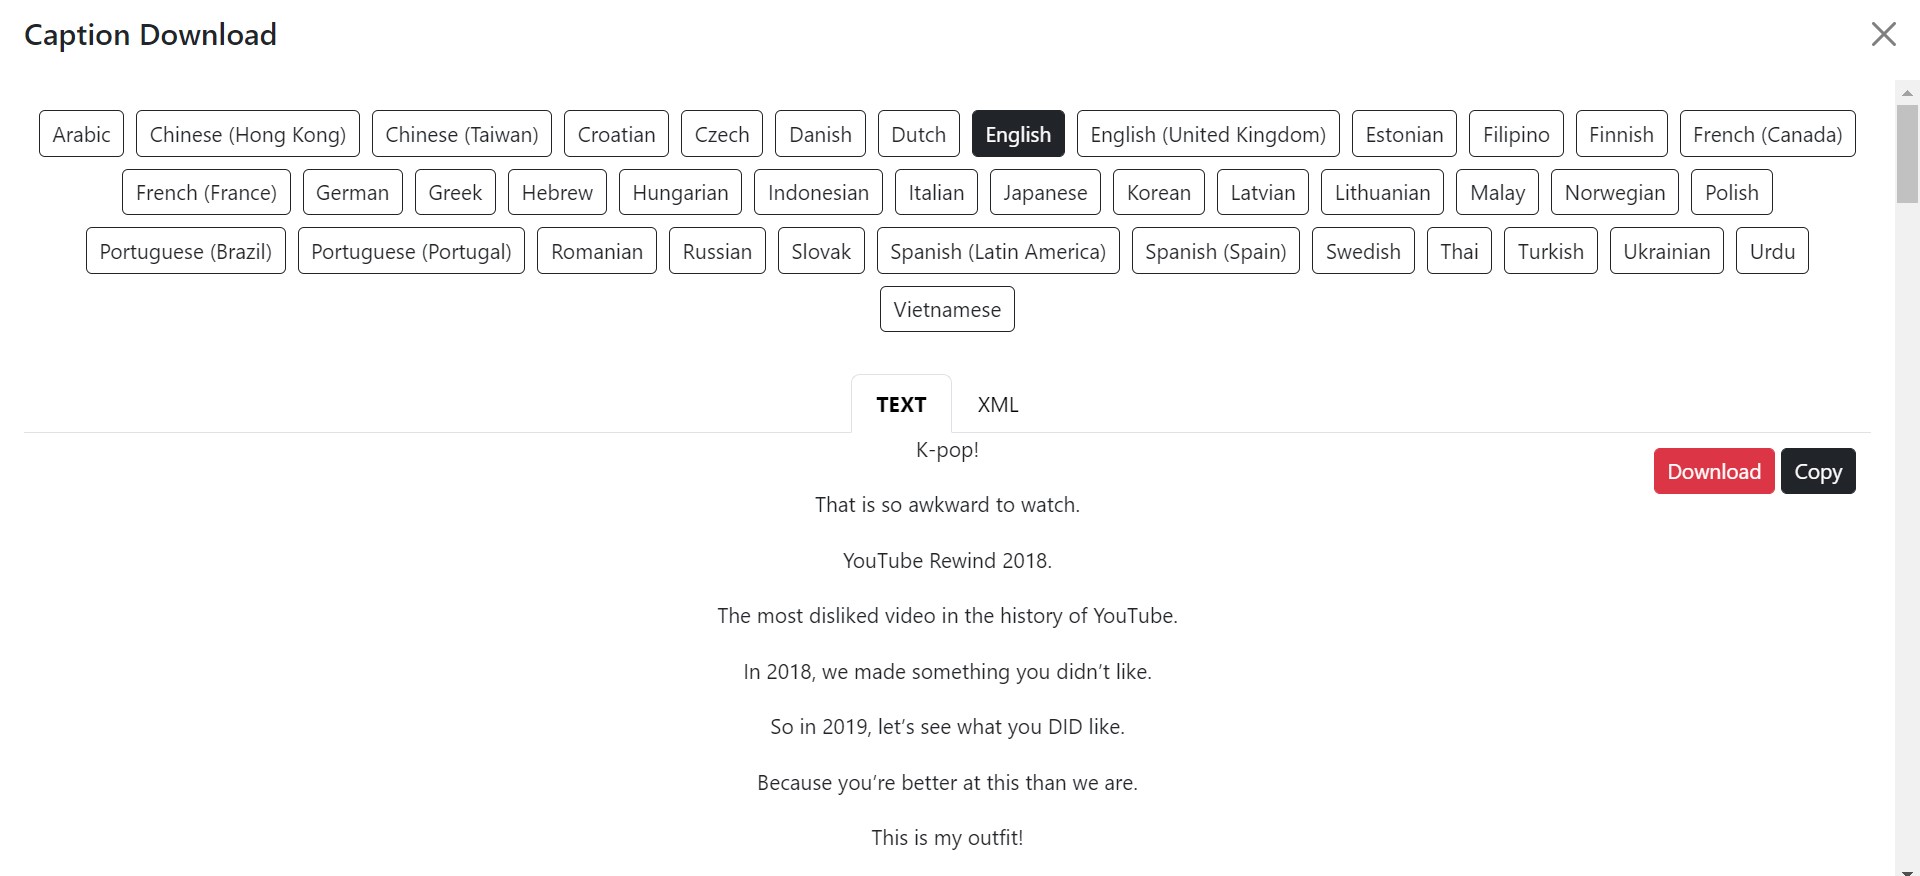 Caption Download
Arabic Chinese (Hong Kong) Chinese (Taiwan) Croatian Czech Danish Dutch English English (United Kingdom) Estonian Filipino Finnish French (Canada)
French (France) German Greek Hebrew Hungarian Indonesian Italian Japanese Korean Latvian Lithuanian Malay Norwegian Polish
Portuguese (Brazil) Portuguese (Portugal) Romanian Russian Slovak Spanish (Latin America) Spanish (Spain) Swedish Thai Turkish Ukrainian Urdu
Vietnamese
TEXT XML
K-pop!
Download Copy
That is so awkward to watch.
YouTube Rewind 2018.
The most disliked video in the history of YouTube.
In 2018, we made something you didn’t like.
So in 2019, let’s see what you DID like.
Because you’re better at this than we are.
This is my outfit!